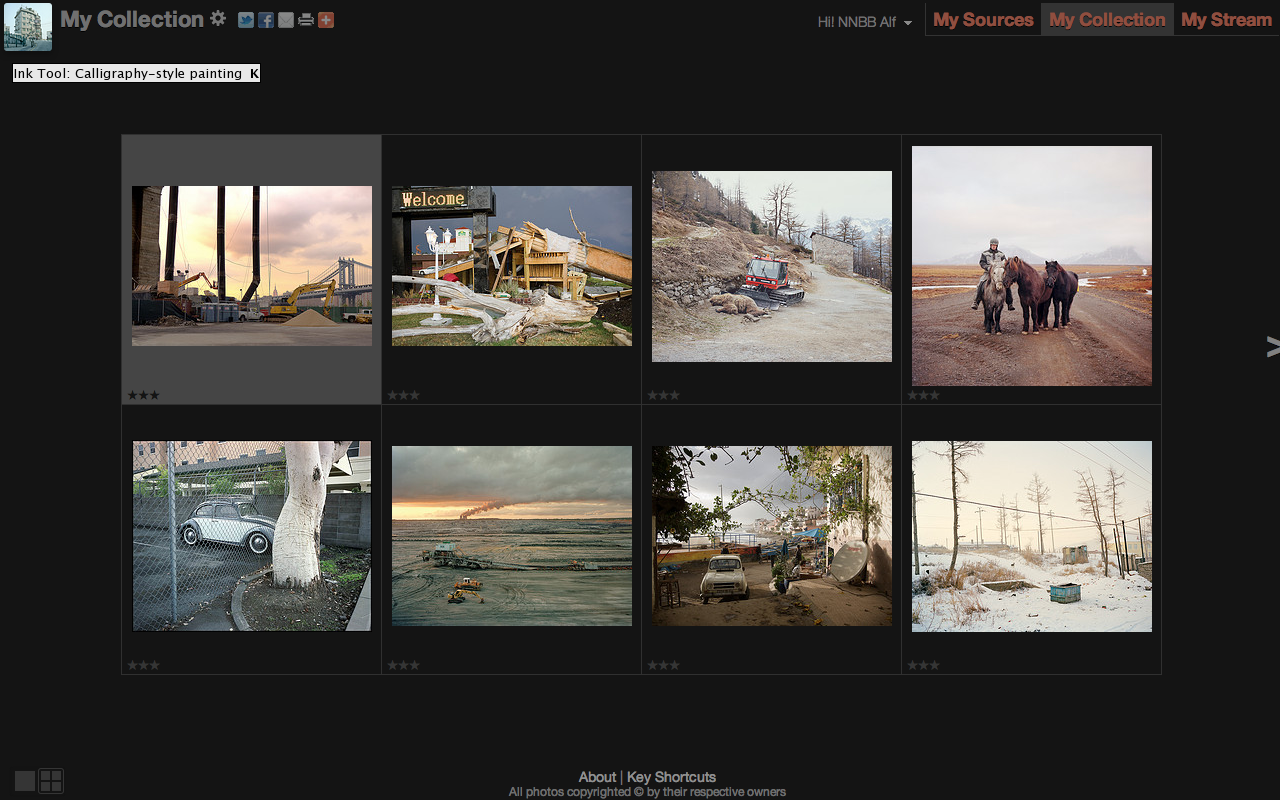 My Collection
Hi! NNBB Alf
My Sources
My Collection
My Stream
Ink Tool: Calligraphy-style painting K
Welcome
>
About | Key Shortcuts
All photos copyrighted © by their respective owners